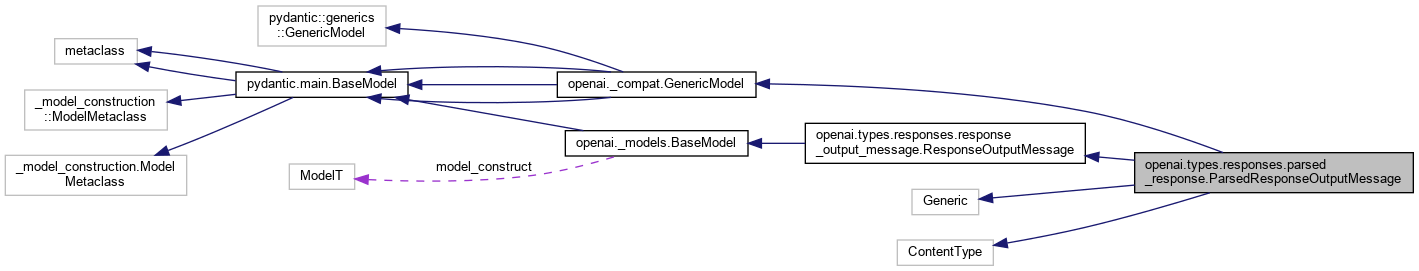 pydantic::generics
::GenericModel
metaclass
pydantic.main.BaseModel
openai._compat.GenericModel
_model_construction
::ModelMetaclass
openai._models.BaseModel
openai.types.responses.response
_output_message.ResponseOutputMessage
_model_construction.Model
Metaclass
model_construct
ModelT
openai.types.responses.parsed
_response.ParsedResponseOutputMessage
Generic
ContentType